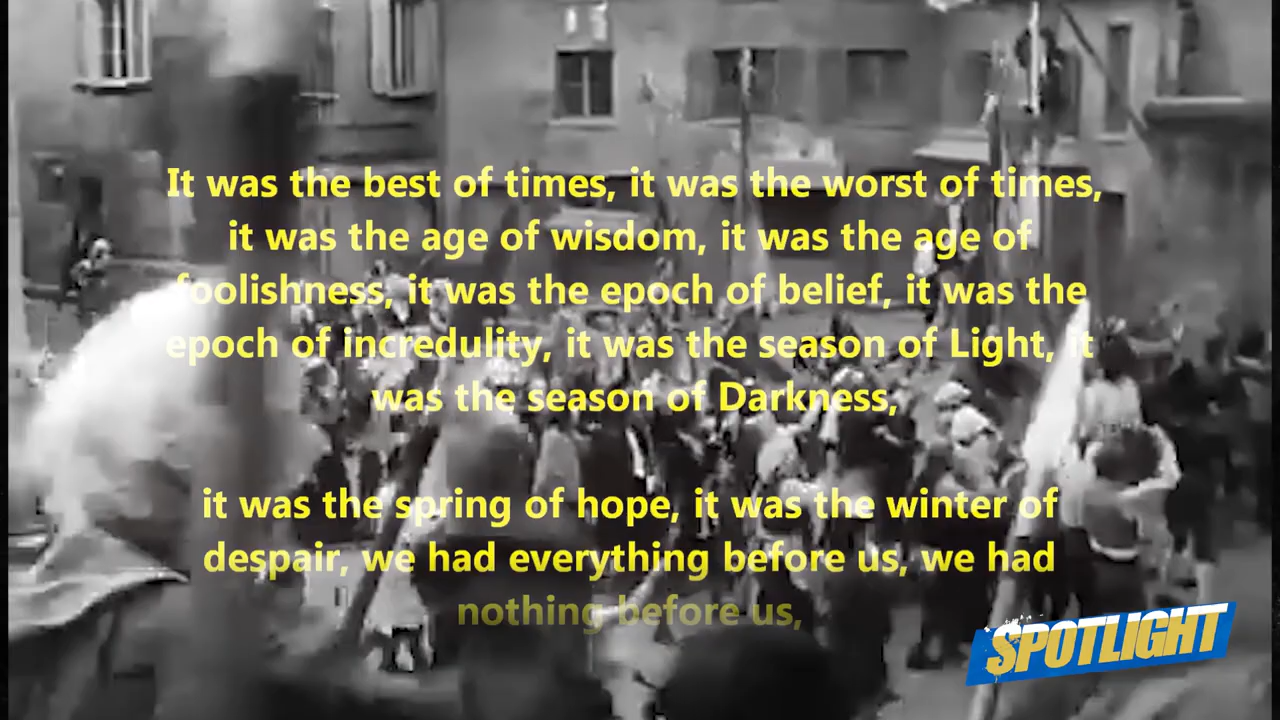 It was the best of times, it was the worst of times,
it was the age of wisdom, it was the age of
foolishness, it was the epoch of belief, it was the
epoch of incredulity, it was the season of Light, it
was the season of Darkness,
it was the spring of hope, it was the winter of
despair, we had everything before us, we had
nothing before us,
SPOTLIGHT